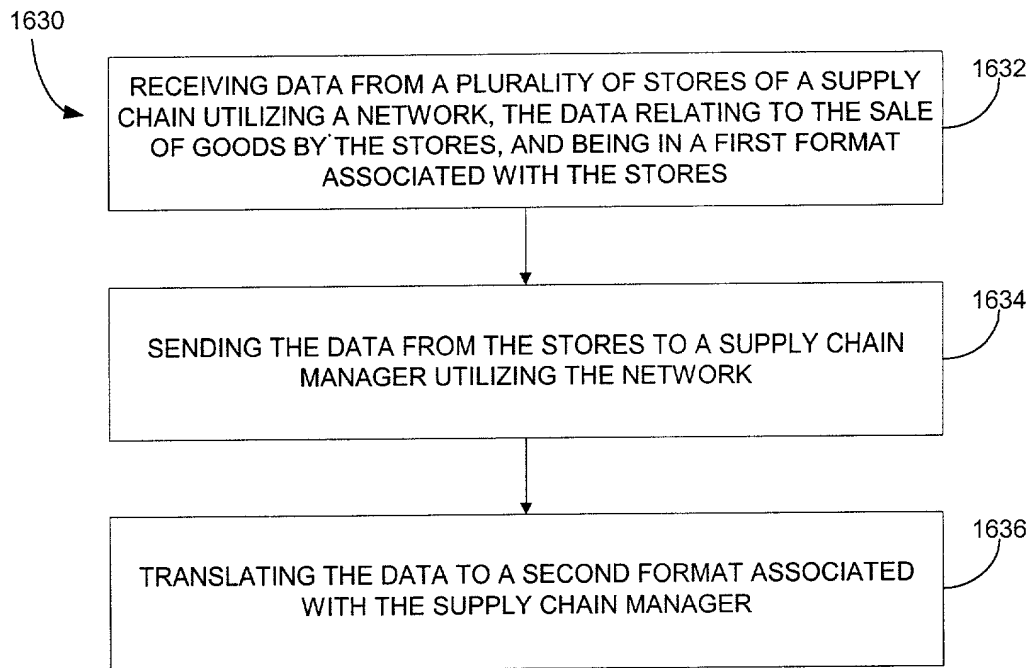 1630
RECEIVING DATA FROM A PLURALITY OF STORES OF A SUPPLY
CHAIN UTILIZING A NETWORK, THE DATA RELATING TO THE SALE
OF GOODS BY THE STORES, AND BEING IN A FIRST FORMAT
ASSOCIATED WITH THE STORES
1632
SENDING THE DATA FROM THE STORES TO A SUPPLY CHAIN
MANAGER UTILIZING THE NETWORK
1634
TRANSLATING THE DATA TO A SECOND FORMAT ASSOCIATED
WITH THE SUPPLY CHAIN MANAGER
1636